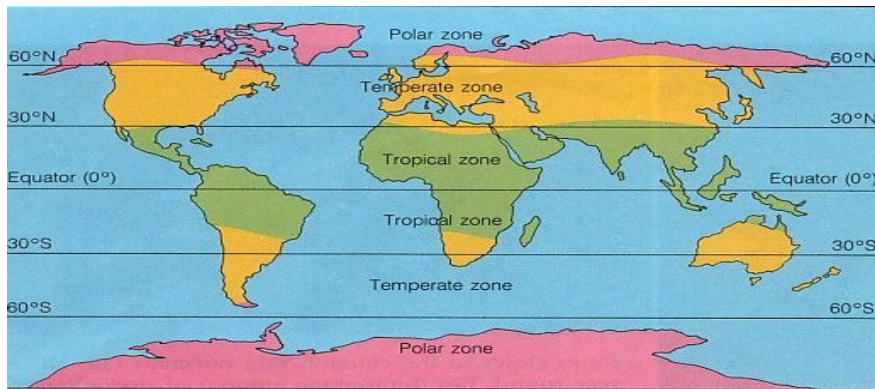 Polar zone
60°N
60°N
Temperate zone
30°N
30°N
Tropical zone
Equator (0°)
Equator (0°)
Tropical zone
30°S
30°S
Temperate zone
60°S
60°S
Polar zone